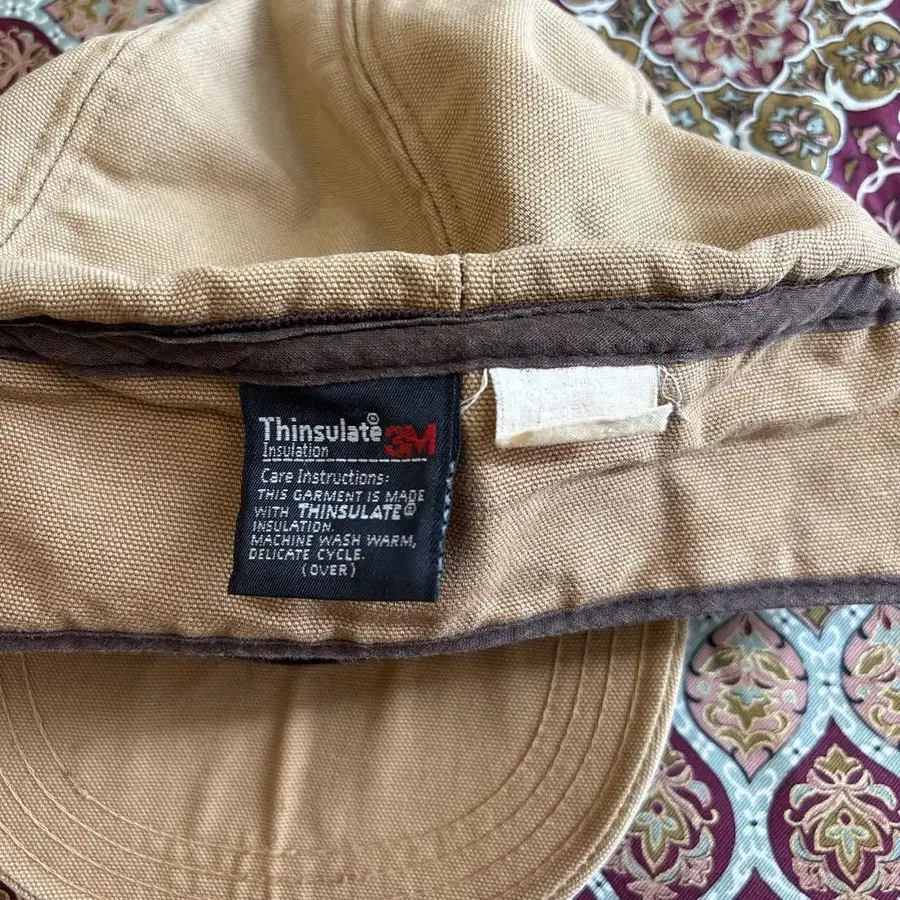 Thinsulate® 3M
Insulation
Care Instructions:
THIS GARMENT IS MADE
WITH THINSULATE®
INSULATION.
MACHINE WASH WARM,
DELICATE CYCLE.
(OVER)